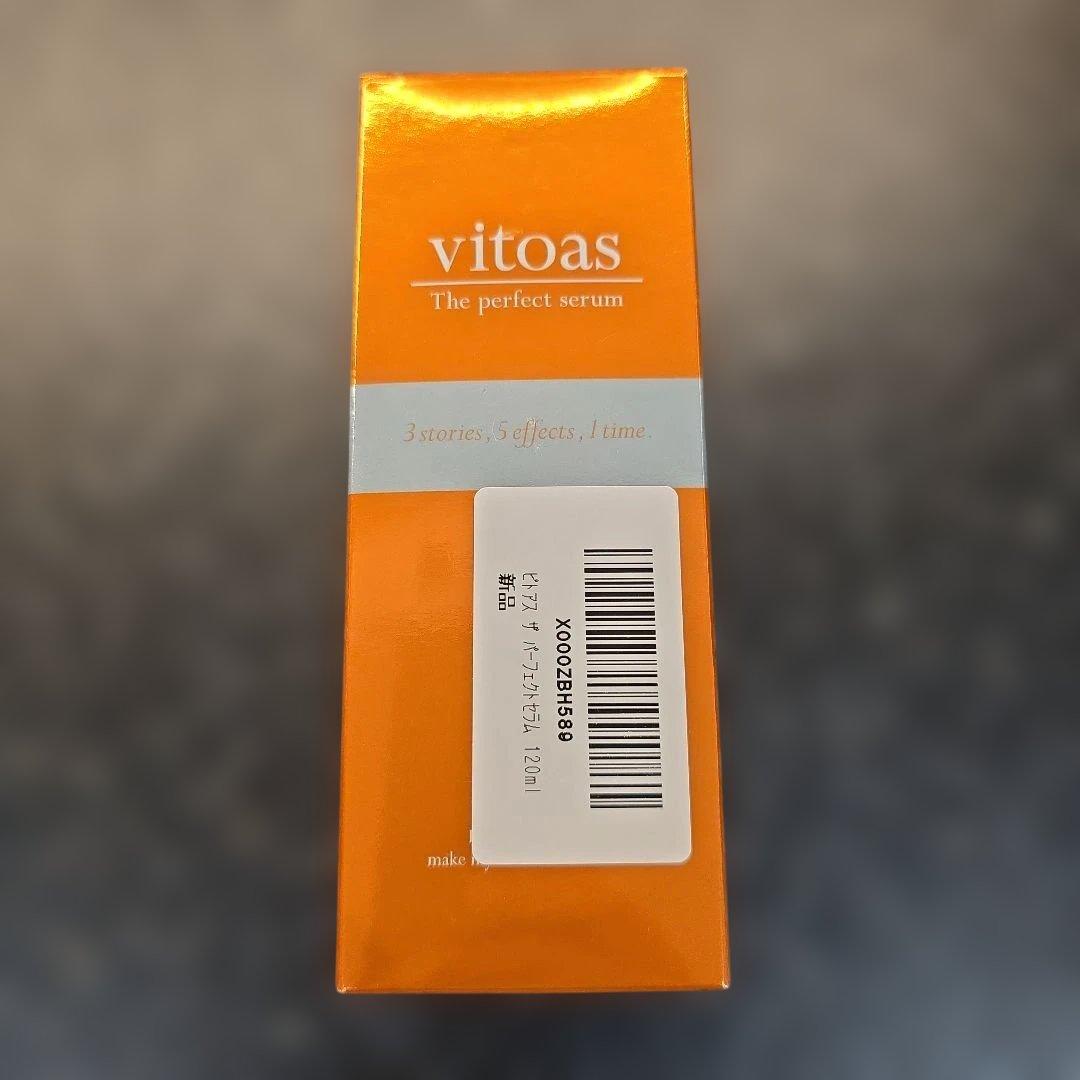 vitoas
The perfect serum
3 stories, 5 effects, 1 time.
X000ZBH589
ビトアス ザ パーフェクトセラム 120ml
新品
make